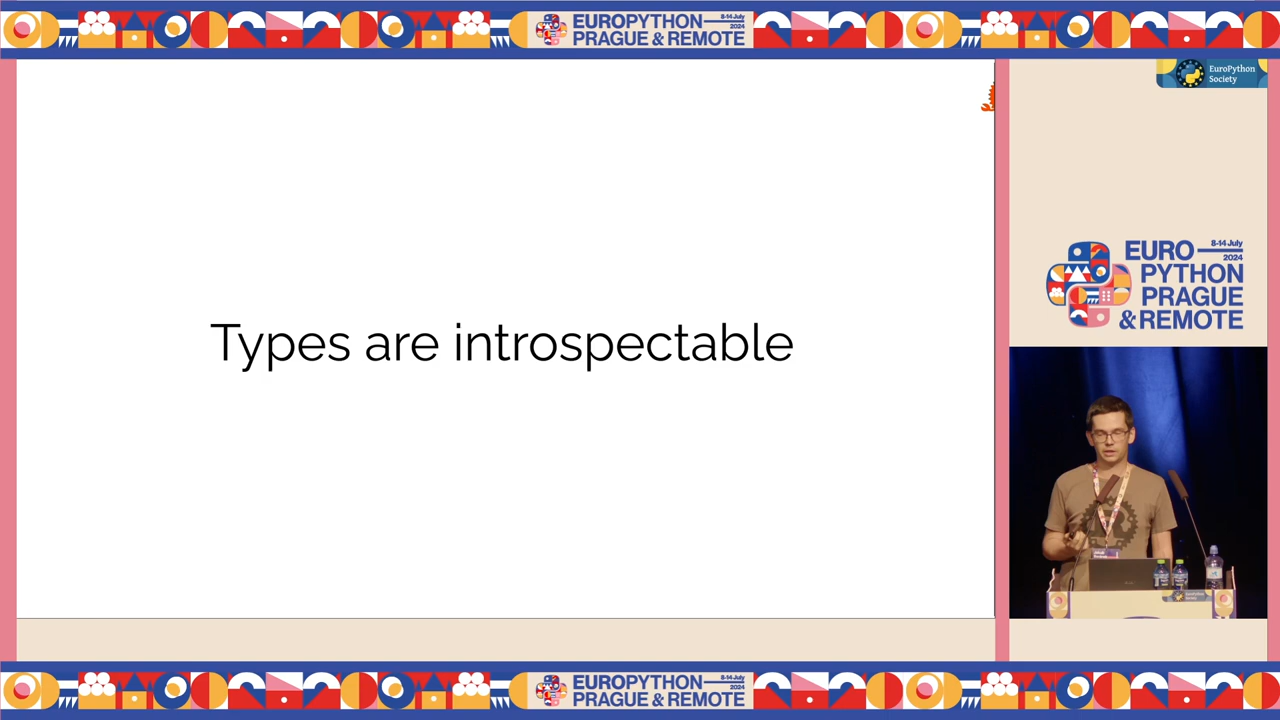 EUROPYTHON
8-14 July
2024
PRAGUE & REMOTE
EuroPython
Society
Types are introspectable
EURO
8-14 July
2024
PYTHON
PRAGUE
& REMOTE
EUROPYTHON
8-14 July
2024
PRAGUE & REMOTE